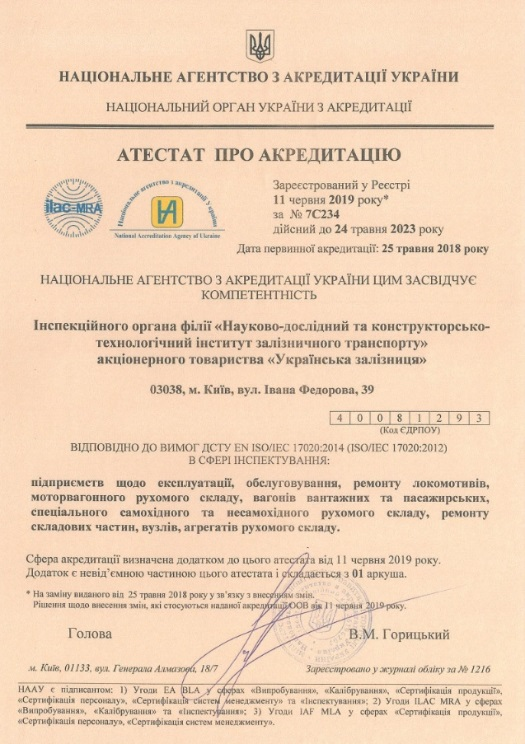 НАЦІОНАЛЬНЕ АГЕНТСТВО З АКРЕДИТАЦІЇ УКРАЇНИ
НАЦІОНАЛЬНИЙ ОРГАН УКРАЇНИ З АКРЕДИТАЦІЇ
АТЕСТАТ ПРО АКРЕДИТАЦІЮ
ilac-MRA
Національне агентство з акредитації України
National Accreditation Agency of Ukraine
Зареєстрований у Реєстрі
11 червня 2019 року*
за № 7С234
дійсний до 24 травня 2023 року
Дата первинної акредитації: 25 травня 2018 року
НАЦІОНАЛЬНЕ АГЕНТСТВО З АКРЕДИТАЦІЇ УКРАЇНИ ЦИМ ЗАСВІДЧУЄ
КОМПЕТЕНТНІСТЬ
Інспекційного органа філії «Науково-дослідний та конструкторсько-
технологічний інститут залізничного транспорту»
акціонерного товариства «Українська залізниця»
03038, м. Київ, вул. Івана Федорова, 39
4 0 0 8 1 2 9 3
(Код ЄДРПОУ)
ВІДПОВІДНО ДО ВИМОГ ДСТУ EN ISO/IEC 17020:2014 (ISO/IEC 17020:2012)
В СФЕРІ ІНСПЕКТУВАННЯ:
підприємств щодо експлуатації, обслуговування, ремонту локомотивів,
моторвагонного рухомого складу, вагонів вантажних та пасажирських,
спеціального самохідного та несамохідного рухомого складу, ремонту
складових частин, вузлів, агрегатів рухомого складу.
Сфера акредитації визначена додатком до цього атестата від 11 червня 2019 року.
Додаток є невід’ємною частиною цього атестата і складається з 01 аркуша.
* На заміну виданого від 25 травня 2018 року у зв’язку з внесенням змін.
Рішення щодо внесення змін, які стосуються наданої акредитації ООВ від 11 червня 2019 року.
Голова
В.М. Горицький
м. Київ, 01133, вул. Генерала Алмазова, 18/7
Зареєстровано у журналі обліку за № 1216
НААУ є підписантом: 1) Угоди EA BLA у сферах «Випробування», «Калібрування», «Сертифікація продукції»,
«Сертифікація персоналу», «Сертифікація систем менеджменту» та «Інспектування»; 2) Угоди ILAC MRA у сферах
«Випробування», «Калібрування» та «Інспектування»; 3) Угоди IAF MLA у сферах «Сертифікація продукції»,
«Сертифікація персоналу», «Сертифікація систем менеджменту».